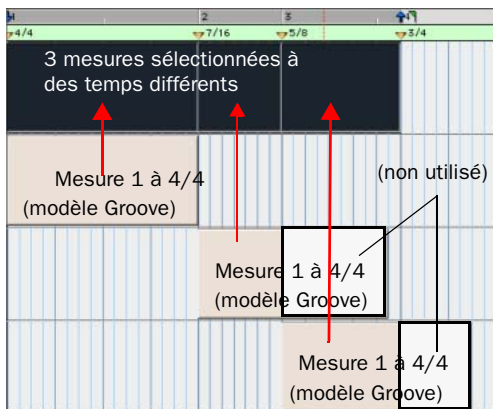 2 3
4/4 7/16 5/8 3/4
3 mesures sélectionnées à
des temps différents
Mesure 1 à 4/4
(modèle Groove)
(non utilisé)
Mesure 1 à 4/4
(modèle Groove)
Mesure 1 à 4/4
(modèle Groove)